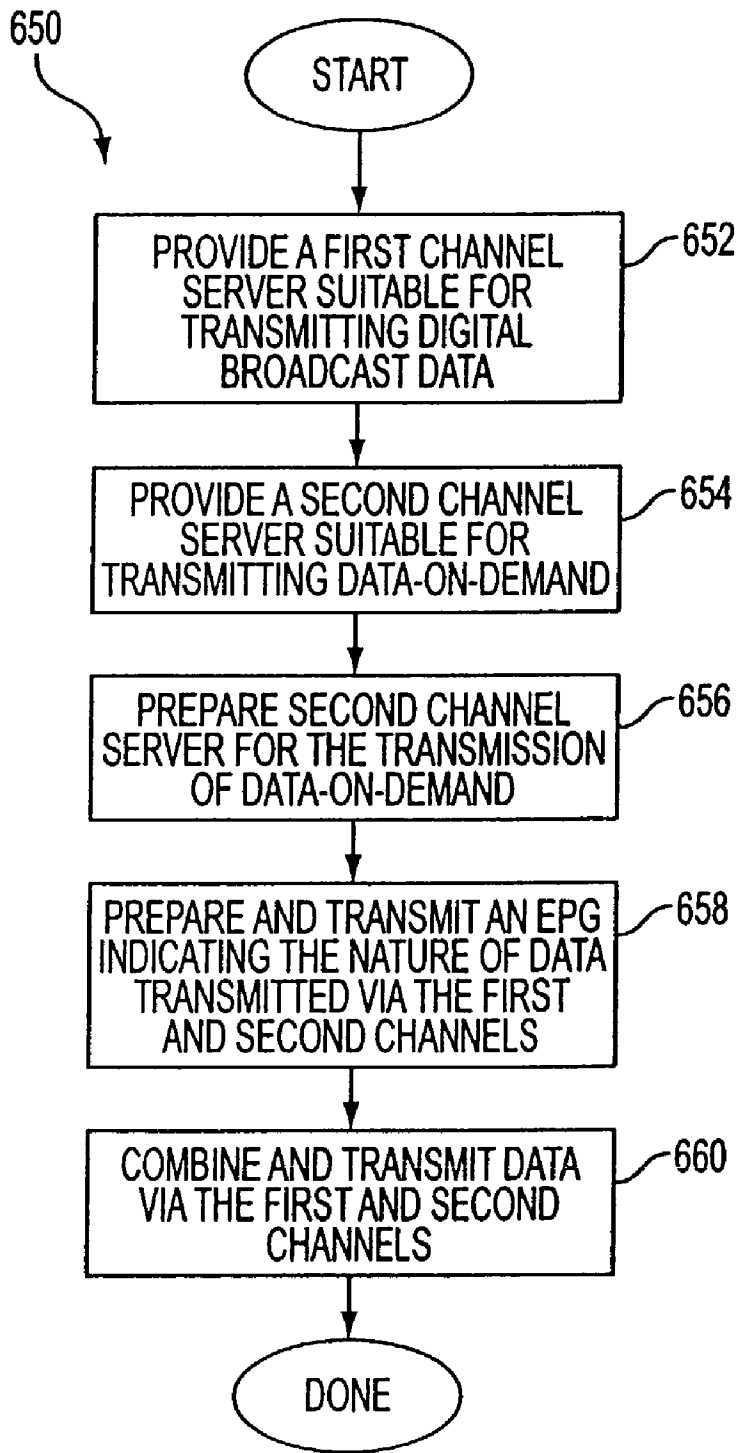 650
START
PROVIDE A FIRST CHANNEL
SERVER SUITABLE FOR
TRANSMITTING DIGITAL
BROADCAST DATA
652
PROVIDE A SECOND CHANNEL
SERVER SUITABLE FOR
TRANSMITTING DATA-ON-DEMAND
654
PREPARE SECOND CHANNEL
SERVER FOR THE TRANSMISSION
OF DATA-ON-DEMAND
656
PREPARE AND TRANSMIT AN EPG
INDICATING THE NATURE OF DATA
TRANSMITTED VIA THE FIRST
AND SECOND CHANNELS
658
COMBINE AND TRANSMIT DATA
VIA THE FIRST AND SECOND
CHANNELS
660
DONE